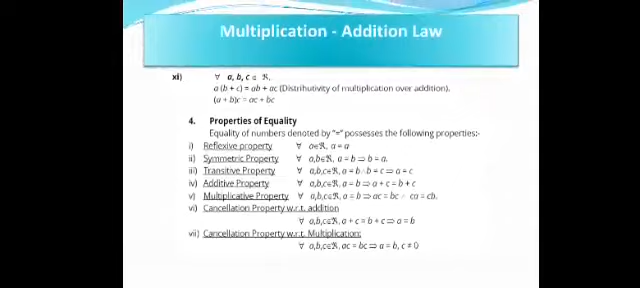 Multiplication - Addition Law
xi) ∀ a, b, c ∈ ℜ,
a (b + c) = ab + ac (Distributivity of multiplication over addition).
(a + b)c = ac + bc
4. Properties of Equality
Equality of numbers denoted by "=" possesses the following properties:-
i) Reflexive property ∀ a∈ℜ, a = a
ii) Symmetric Property ∀ a,b∈ℜ, a = b ⇒ b = a.
iii) Transitive Property ∀ a,b,c∈ℜ, a = b ∧ b = c ⇒ a = c
iv) Additive Property ∀ a,b,c∈ℜ, a = b ⇒ a + c = b + c
v) Multiplicative Property ∀ a,b,c∈ℜ, a = b ⇒ ac = bc ∧ ca = cb.
vi) Cancellation Property w.r.t. addition
∀ a,b,c∈ℜ, a + c = b + c ⇒ a = b
vii) Cancellation Property w.r.t. Multiplication:
∀ a,b,c∈ℜ, ac = bc ⇒ a = b, c ≠ 0